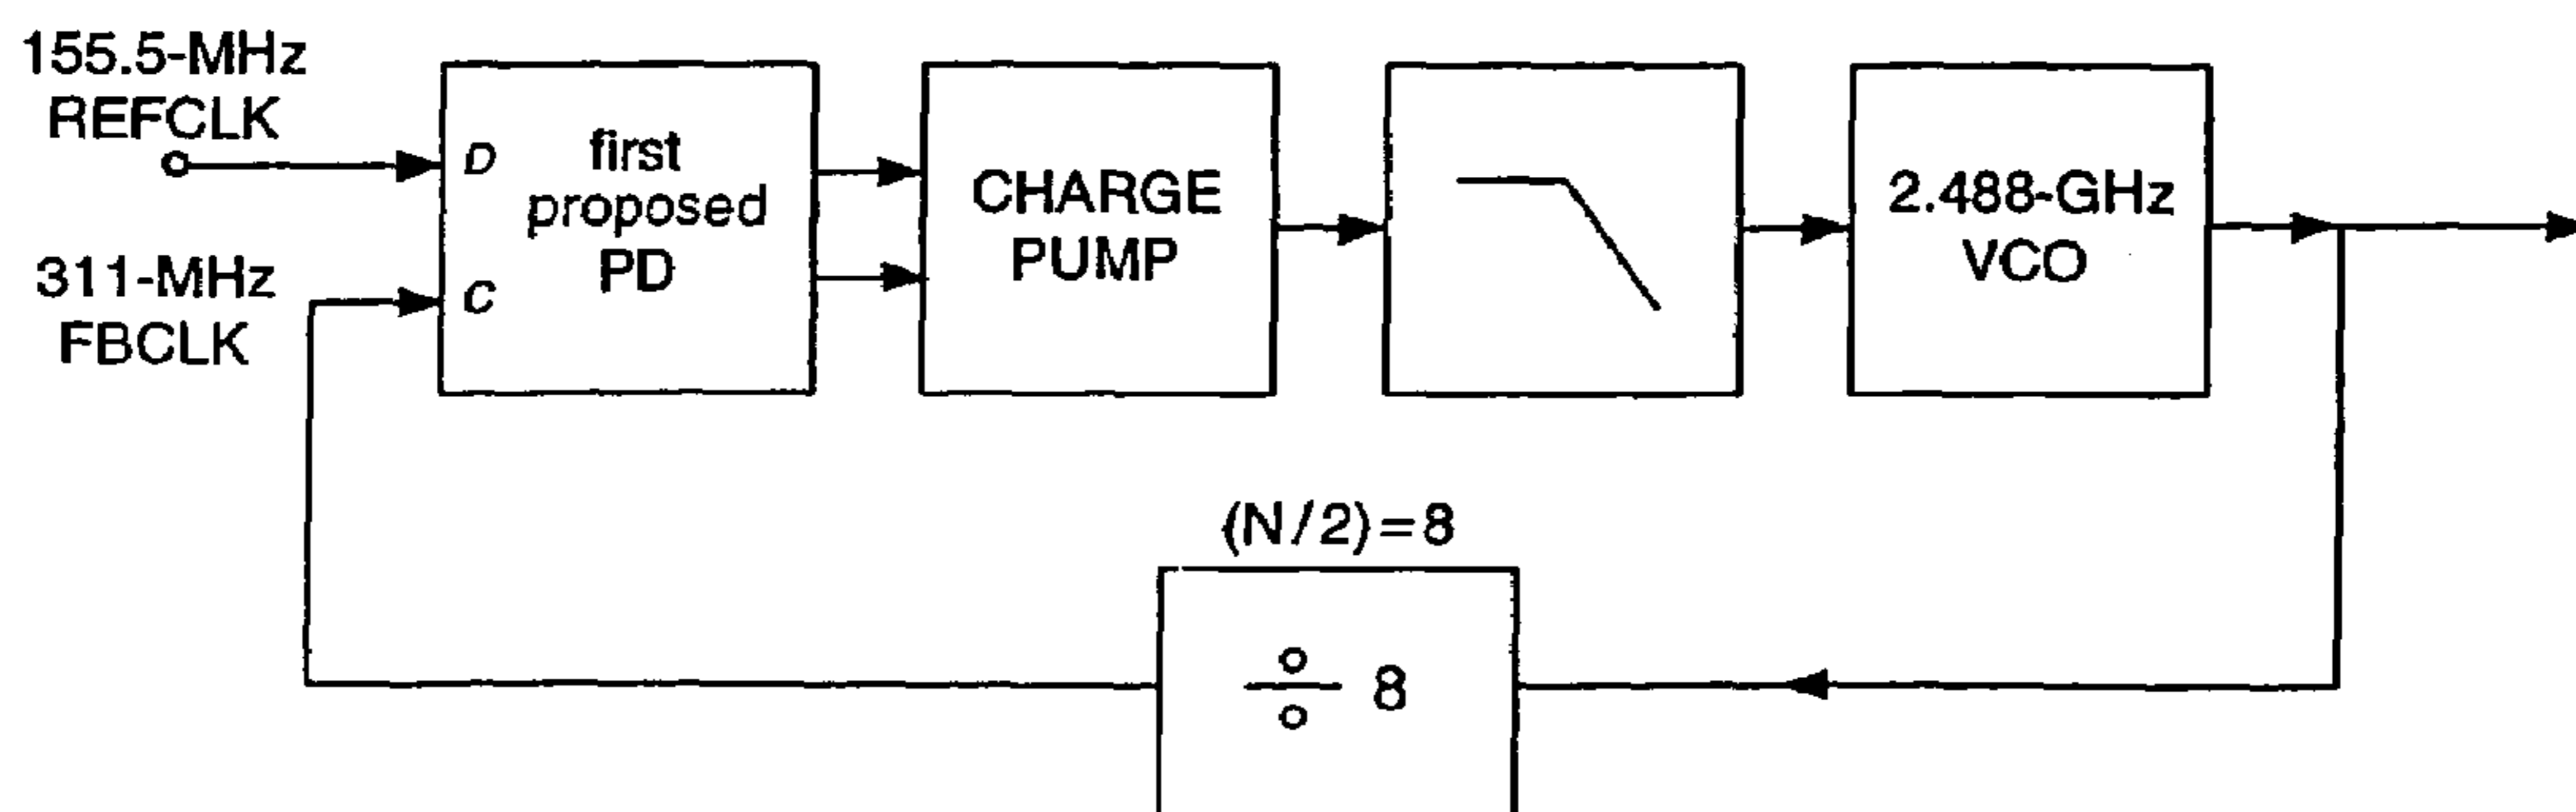 155.5-MHz
REFCLK
D
first
proposed
PD
CHARGE
PUMP
2.488-GHz
VCO
311-MHz
FBCLK
C
(N/2)=8
÷ 8